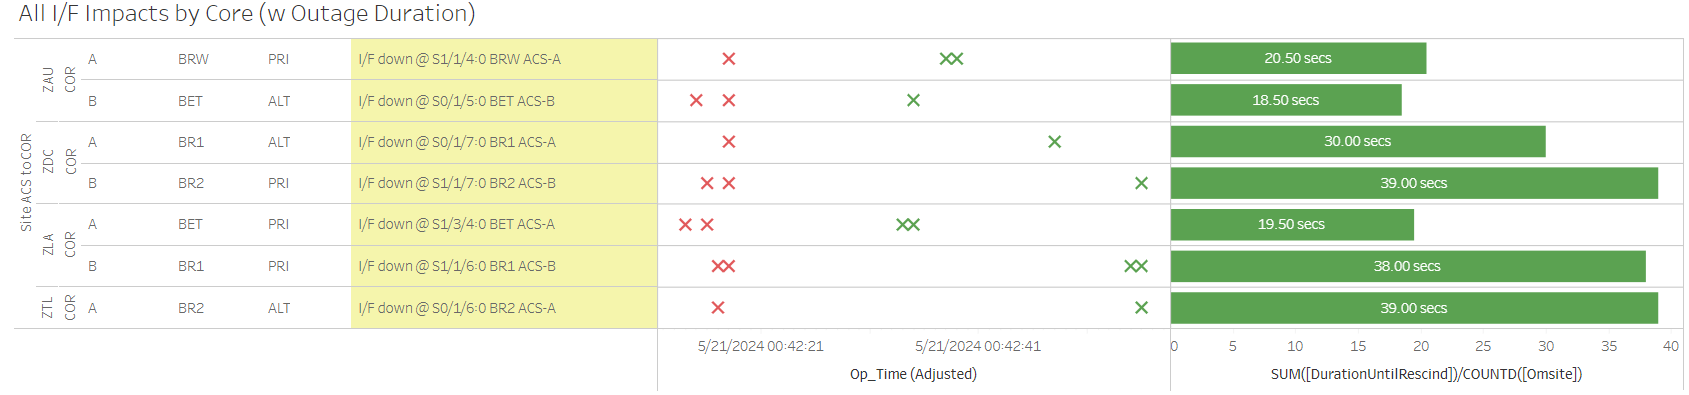 All I/F Impacts by Core (w Outage Duration)
Site ACS to COR
ZAU COR A BRW PRI I/F down @ S1/1/4:0 BRW ACS-A 20.50 secs
B BET ALT I/F down @ S0/1/5:0 BET ACS-B 18.50 secs
ZDC COR A BR1 ALT I/F down @ S0/1/7:0 BR1 ACS-A 30.00 secs
B BR2 PRI I/F down @ S1/1/7:0 BR2 ACS-B 39.00 secs
ZLA COR A BET PRI I/F down @ S1/3/4:0 BET ACS-A 19.50 secs
B BR1 PRI I/F down @ S1/1/6:0 BR1 ACS-B 38.00 secs
ZTL COR A BR2 ALT I/F down @ S0/1/6:0 BR2 ACS-A 39.00 secs
5/21/2024 00:42:21 5/21/2024 00:42:41 0 5 10 15 20 25 30 35 40
Op_Time (Adjusted) SUM([DurationUntilRescind])/COUNTD([Omsite])